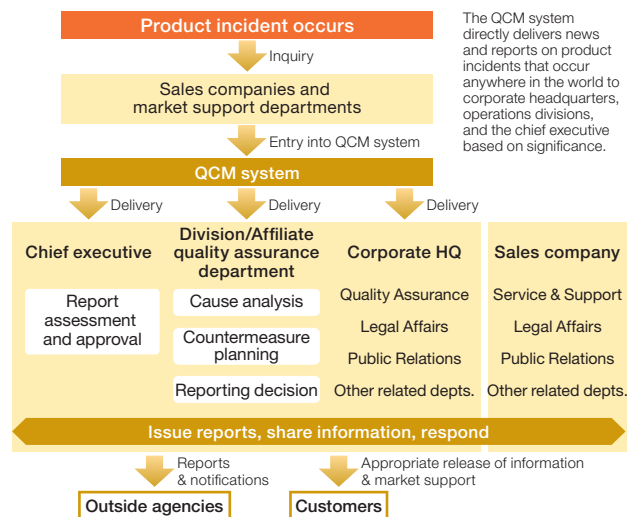 Product incident occurs
Inquiry
Sales companies and
market support departments
Entry into QCM system
QCM system
Delivery
Delivery
Delivery
The QCM system
directly delivers news
and reports on product
incidents that occur
anywhere in the world to
corporate headquarters,
operations divisions,
and the chief executive
based on significance.
Chief executive
Report
assessment
and approval
Division/Affiliate
quality assurance
department
Cause analysis
Countermeasure
planning
Reporting decision
Corporate HQ
Quality Assurance
Legal Affairs
Public Relations
Other related depts.
Sales company
Service & Support
Legal Affairs
Public Relations
Other related depts.
Issue reports, share information, respond
Reports
& notifications
Outside agencies
Appropriate release of information
& market support
Customers